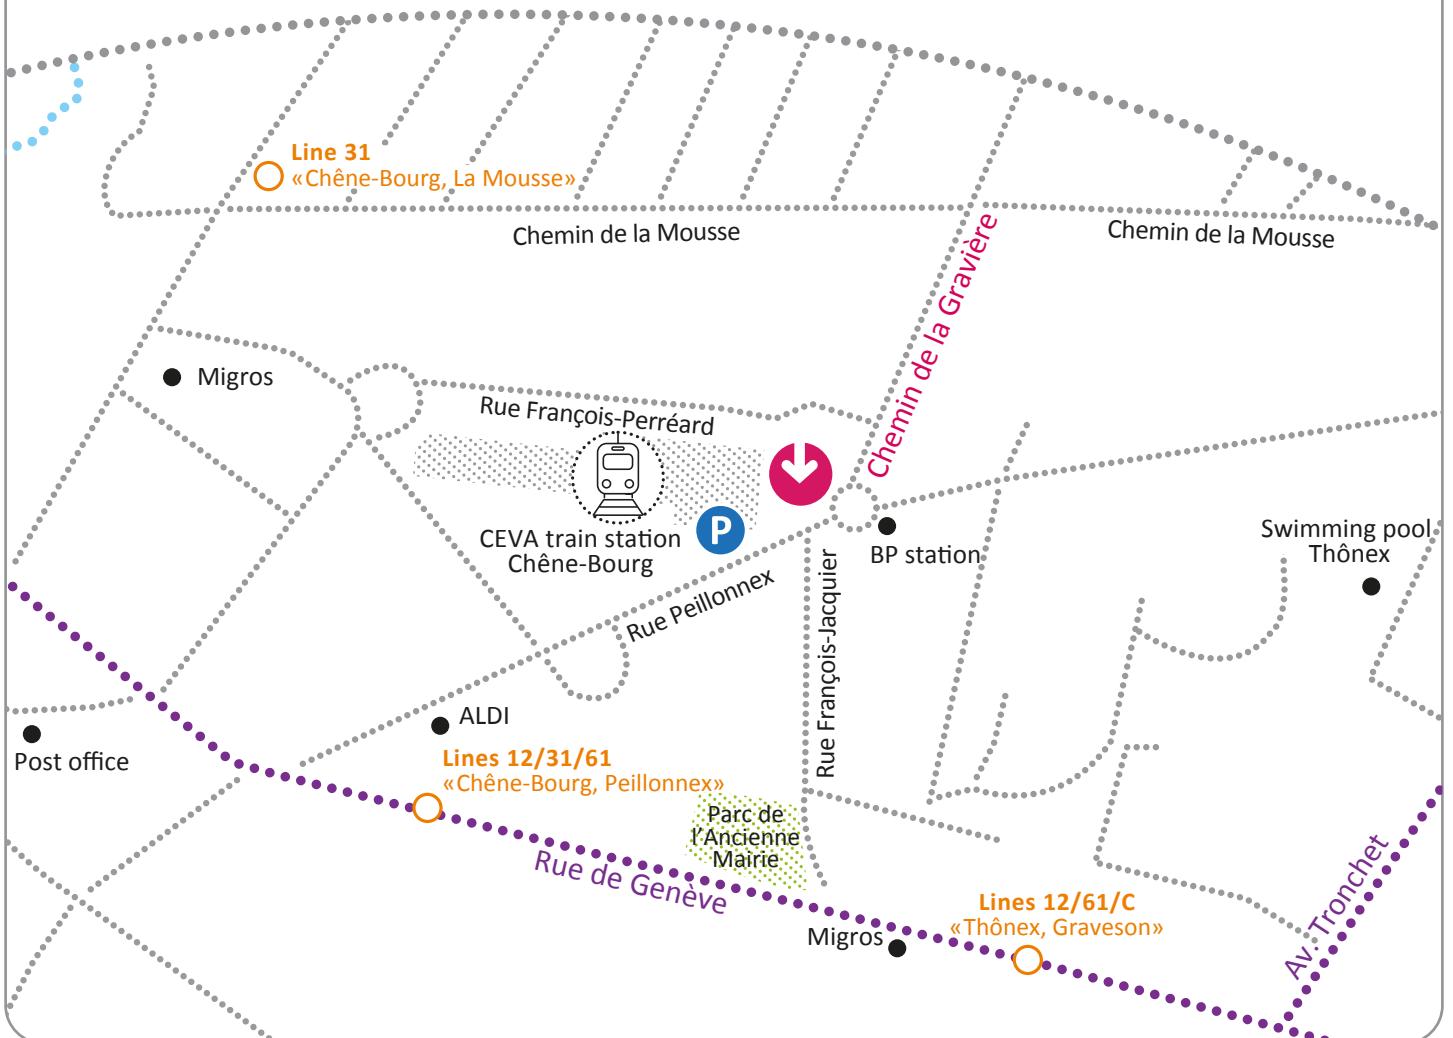 Line 31
«Chêne-Bourg, La Mousse»
Chemin de la Mousse
Chemin de la Mousse
Chemin de la Gravière
Migros
Rue François-Perréard
CEVA train station
Chêne-Bourg
P
BP station
Swimming pool
Thônex
Rue Peillonnex
Rue François-Jacquier
ALDI
Post office
Lines 12/31/61
«Chêne-Bourg, Peillonnex»
Parc de
l'Ancienne
Mairie
Rue de Genève
Lines 12/61/C
«Thônex, Graveson»
Migros
Av. Tronchet